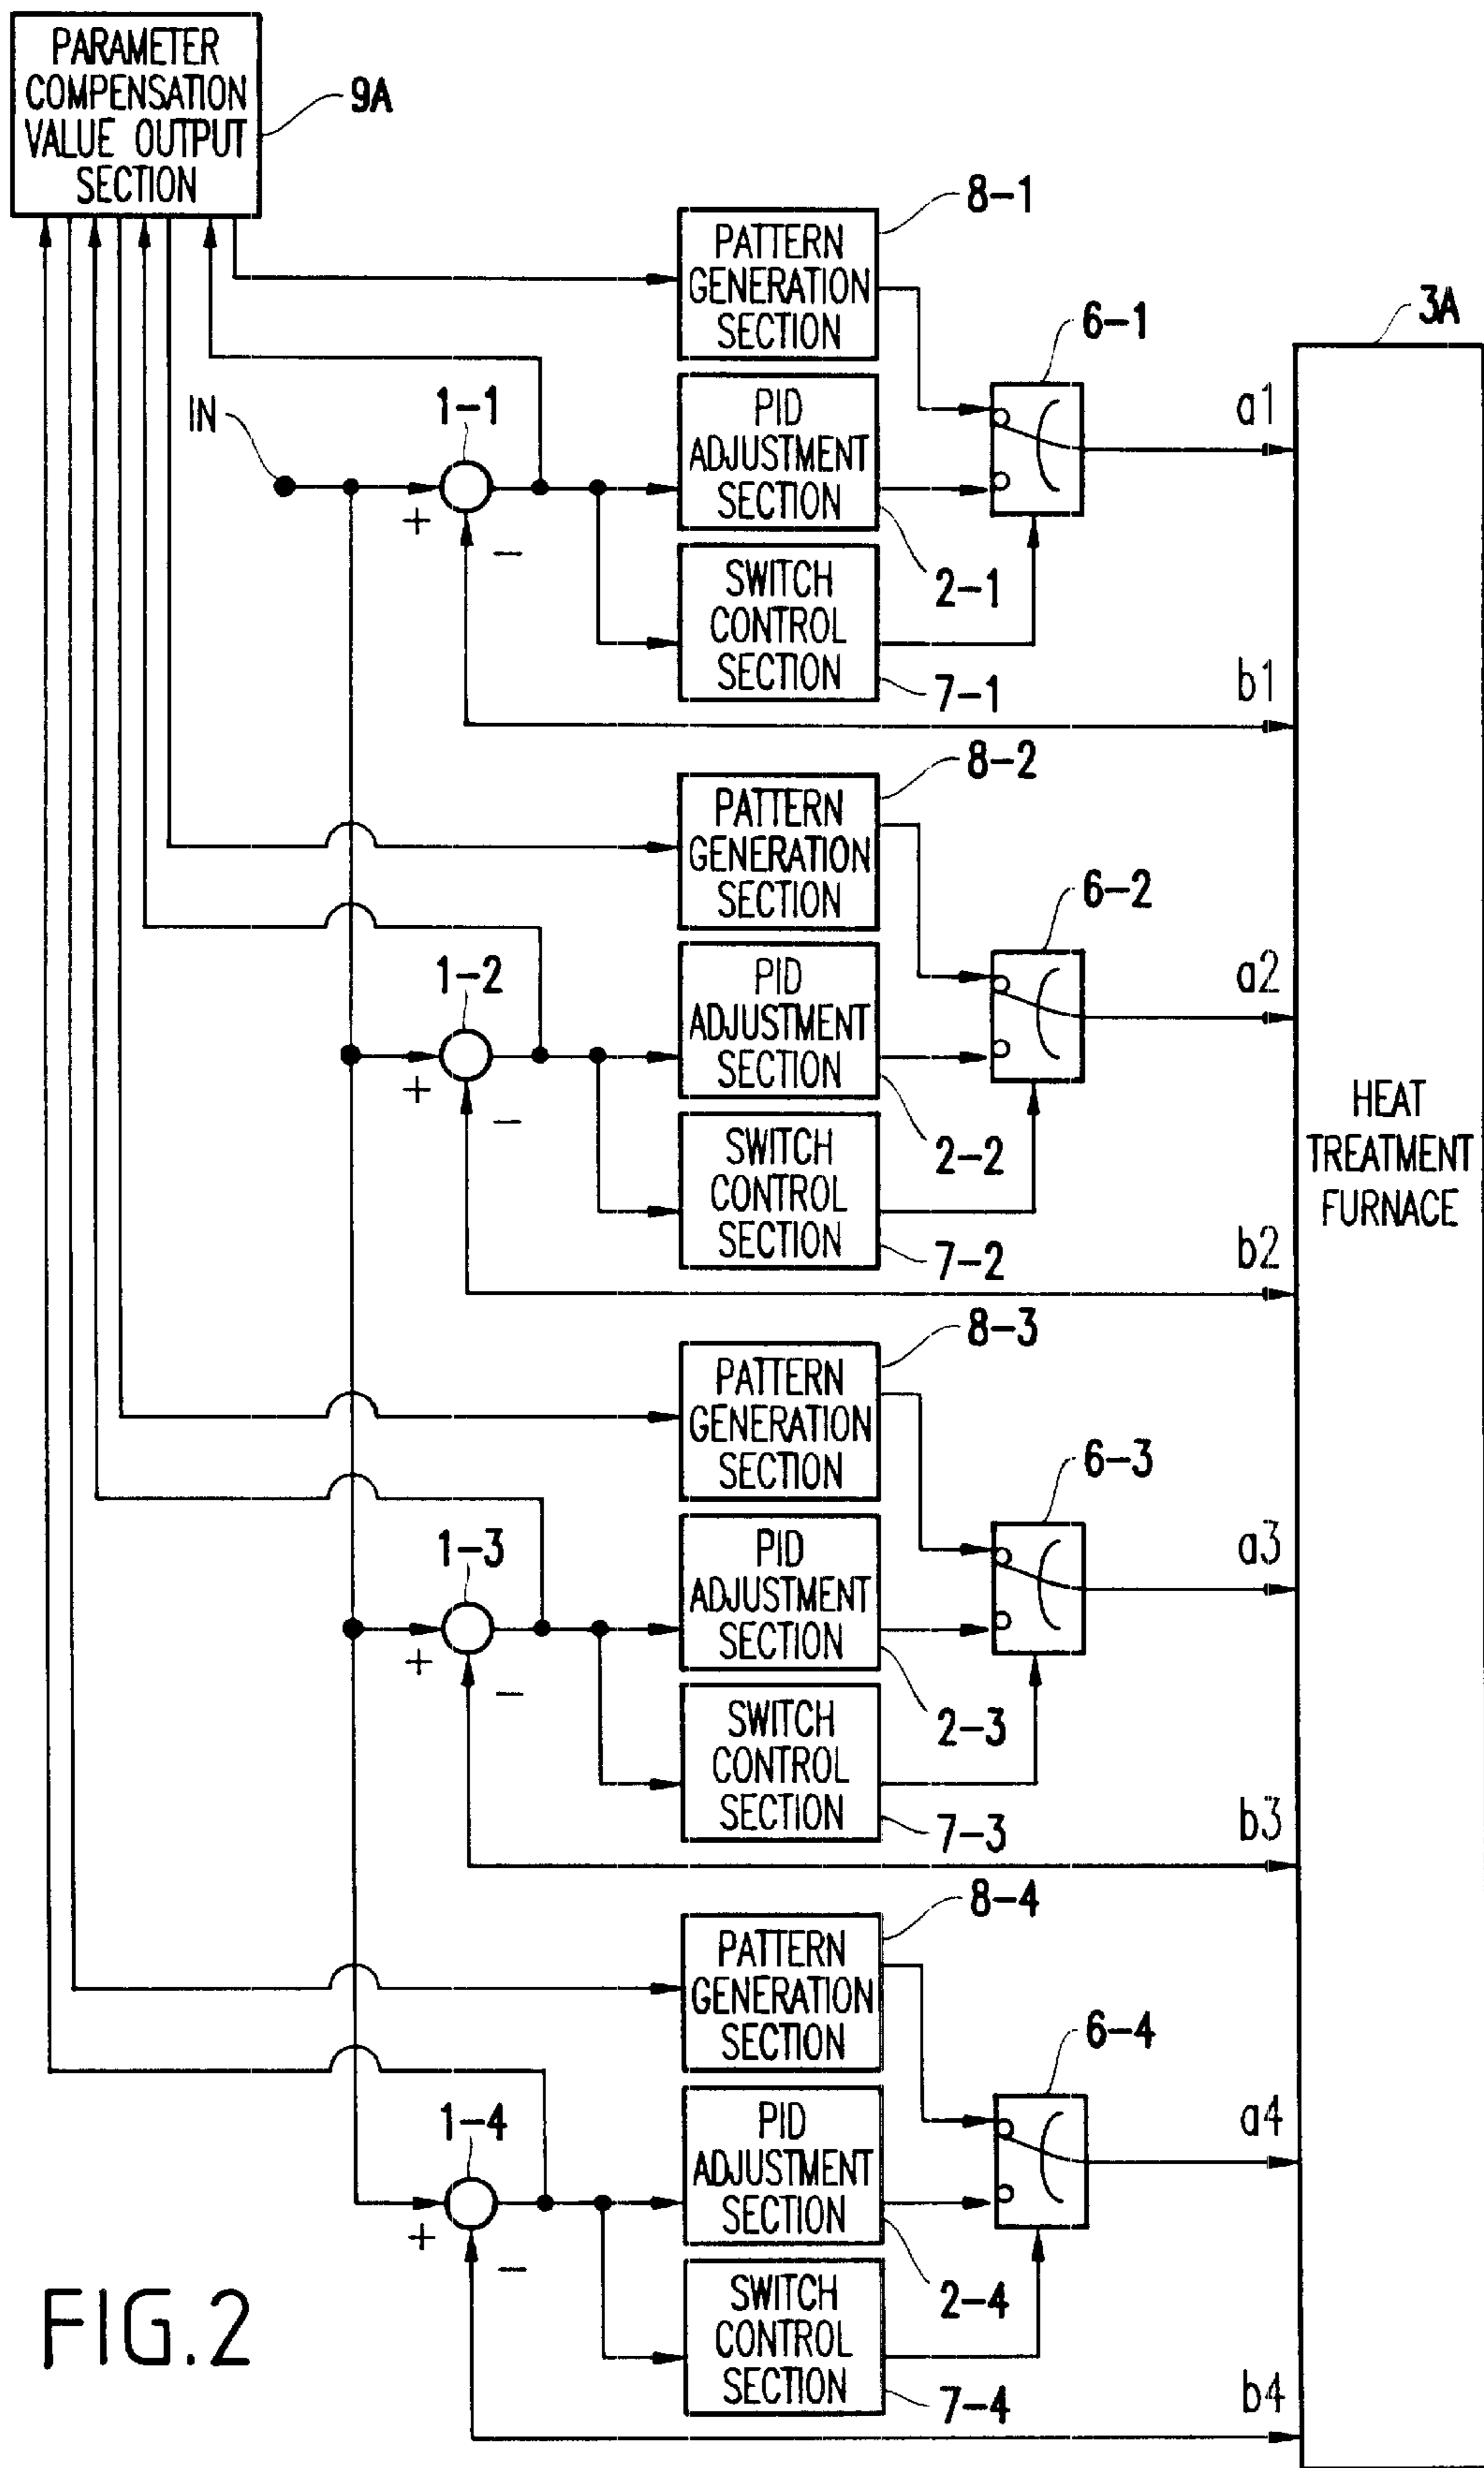 PARAMETER
COMPENSATION
VALUE OUTPUT
SECTION
9A
8-1
PATTERN
GENERATION
SECTION
6-1
3A
IN
1-1
+
−
PID
ADJUSTMENT
SECTION
2-1
a1
SWITCH
CONTROL
SECTION
7-1
b1
8-2
PATTERN
GENERATION
SECTION
6-2
1-2
+
−
PID
ADJUSTMENT
SECTION
2-2
a2
SWITCH
CONTROL
SECTION
7-2
b2
HEAT
TREATMENT
FURNACE
8-3
PATTERN
GENERATION
SECTION
6-3
1-3
+
−
PID
ADJUSTMENT
SECTION
2-3
a3
SWITCH
CONTROL
SECTION
7-3
b3
8-4
PATTERN
GENERATION
SECTION
6-4
1-4
+
−
PID
ADJUSTMENT
SECTION
2-4
a4
SWITCH
CONTROL
SECTION
7-4
b4
FIG.2